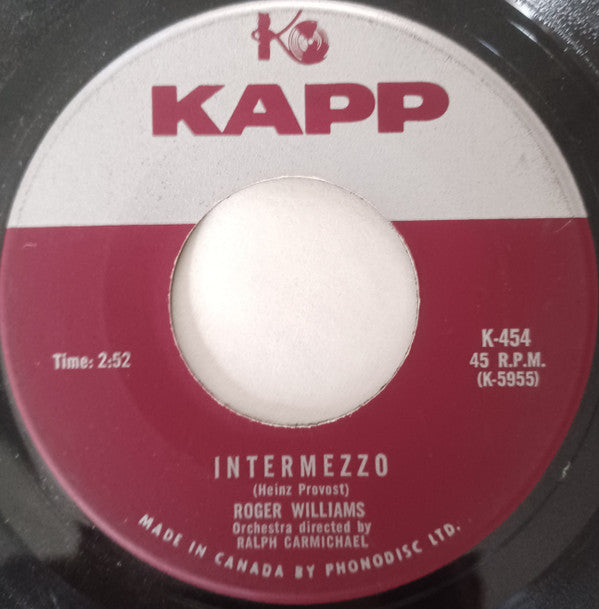 K
KAPP
Time: 2:52
K-454
45 R.P.M.
(K-5955)
INTERMEZZO
(Heinz Provost)
ROGER WILLIAMS
Orchestra directed by
RALPH CARMICHAEL
MADE IN CANADA BY PHONODISC LTD.